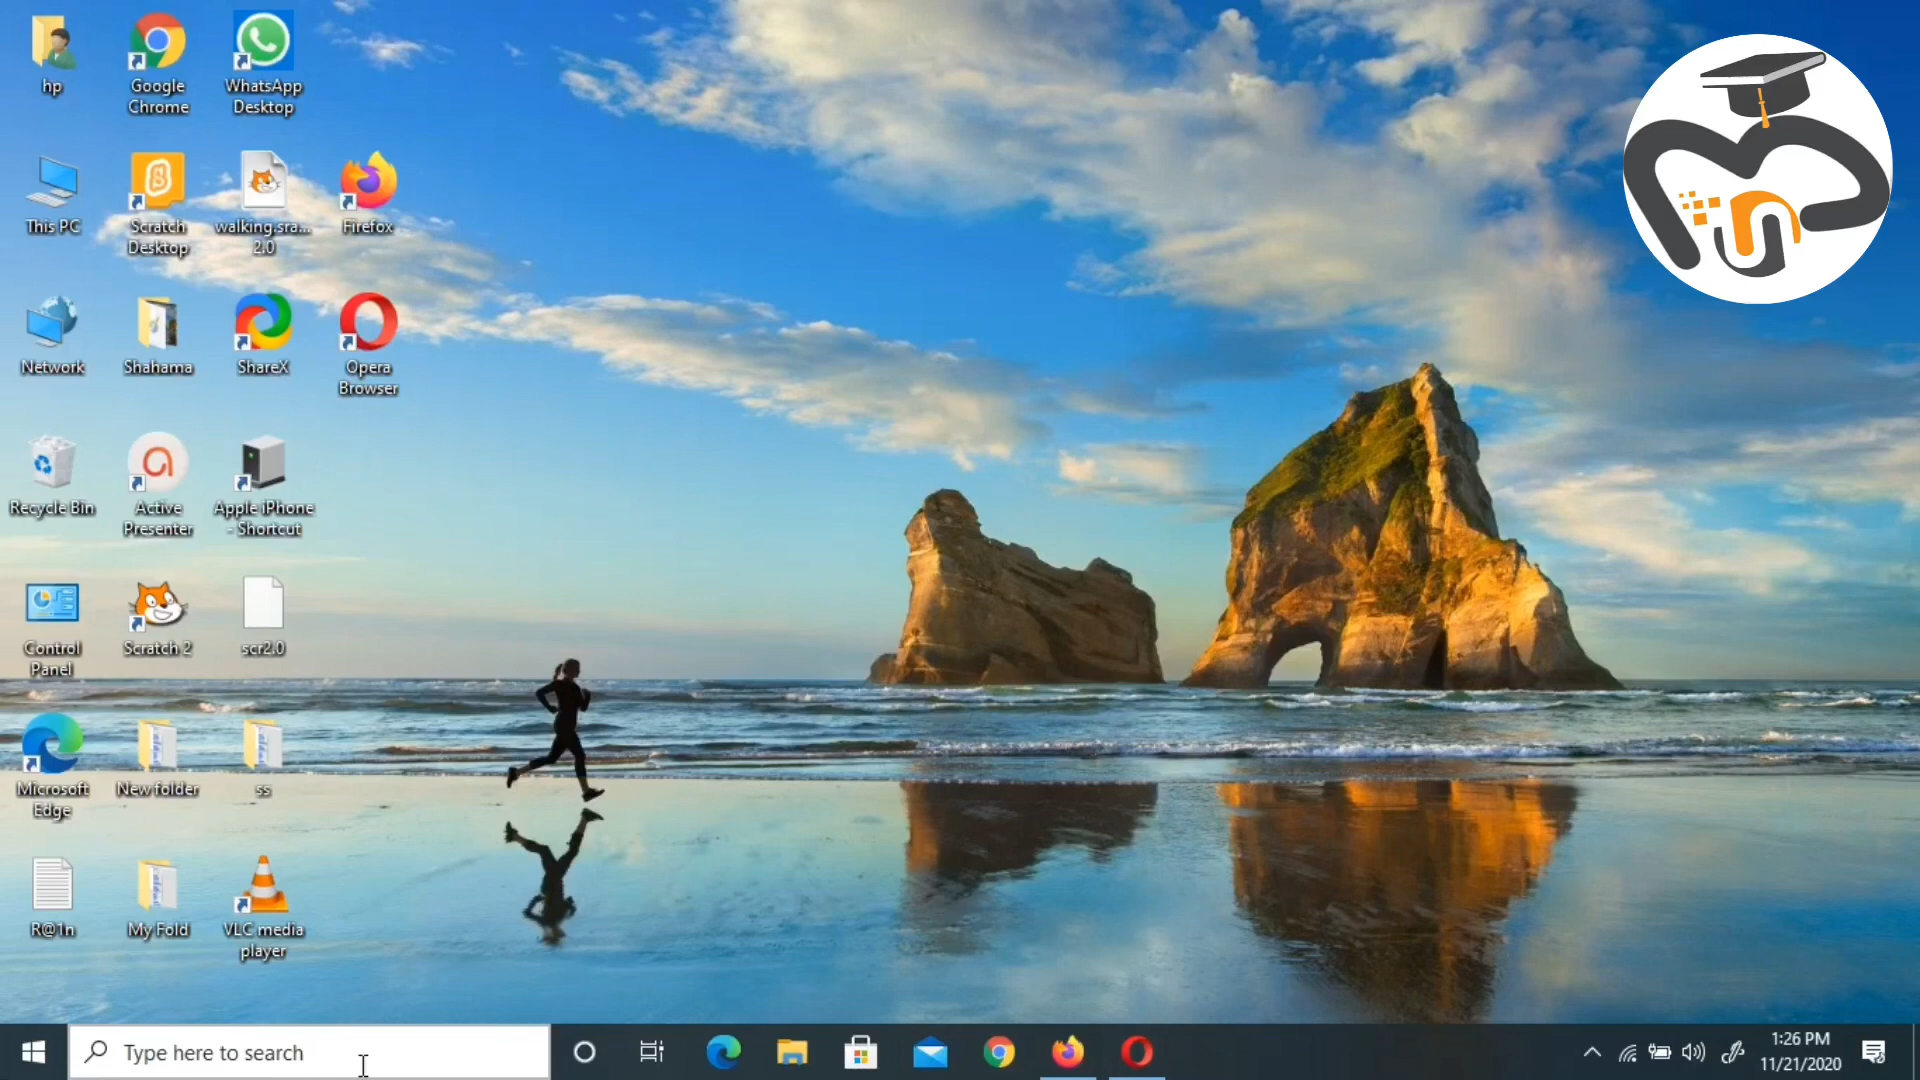 hp
Google
Chrome
WhatsApp
Desktop
This PC
Scratch
Desktop
walking.sra...
2.0
Firefox
Network
Shahama
ShareX
Opera
Browser
Recycle Bin
Active
Presenter
Apple iPhone
- Shortcut
Control
Panel
Scratch 2
scr2.0
Microsoft
Edge
New folder
ss
R@1n
My Fold
VLC media
player
Type here to search
1:26 PM
11/21/2020